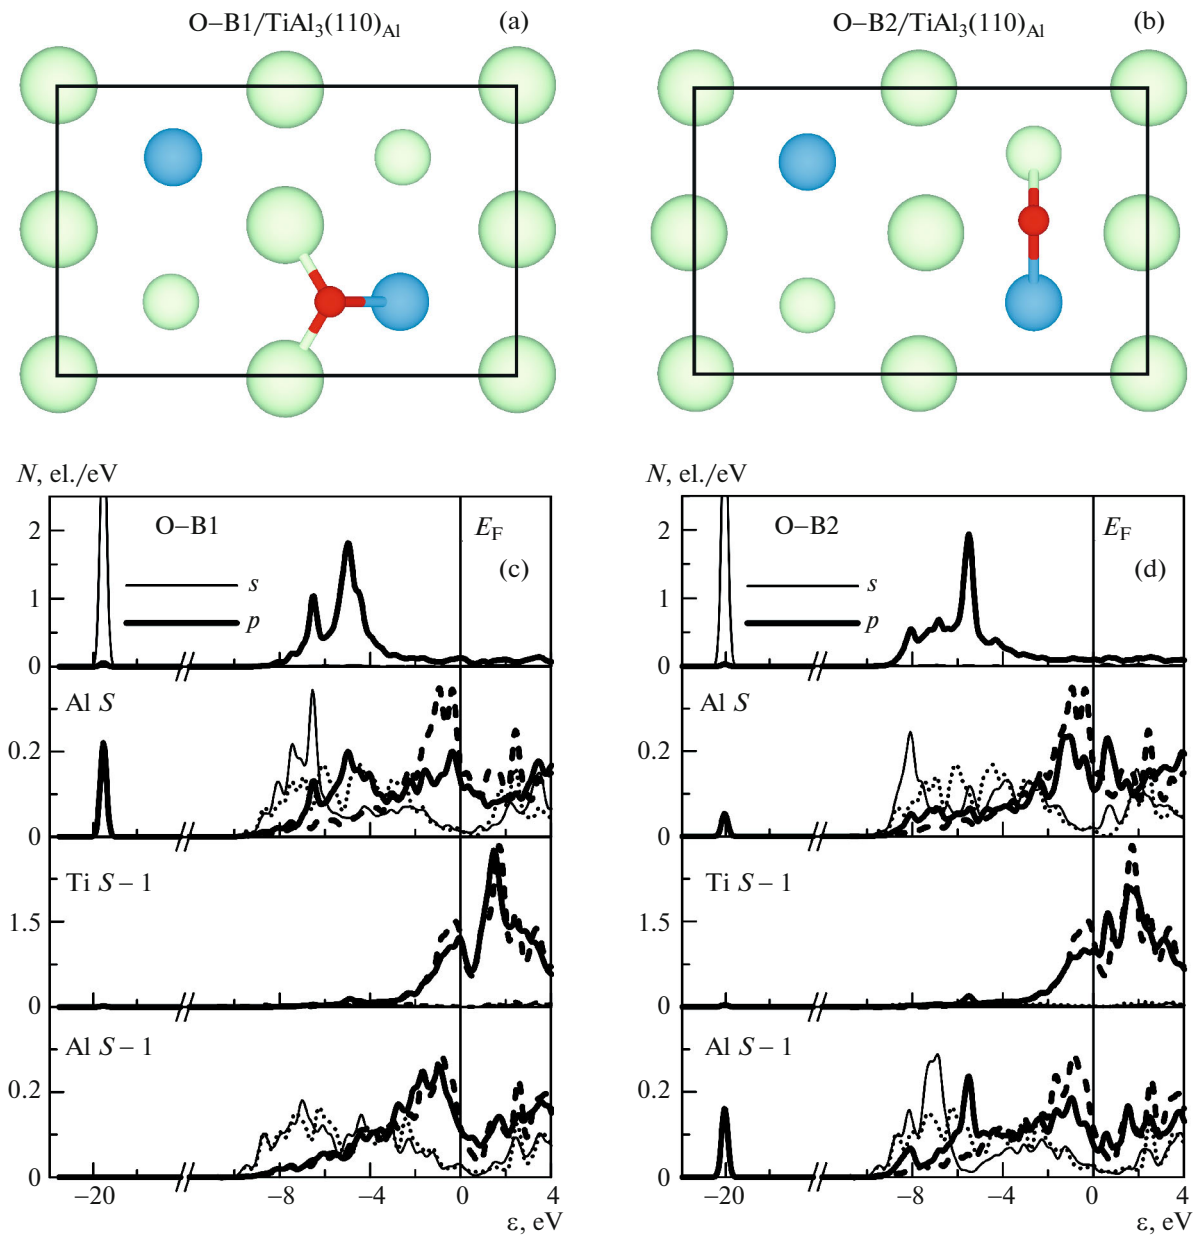 O–B1/TiAl₃(110)Al (a)
O–B2/TiAl₃(110)Al (b)
N, el./eV
O–B1
E_F
(c)
s
p
2
1
0
Al S
0.2
0
Ti S – 1
1.5
0
Al S – 1
0.2
0
–20 –8 –4 0 4
ε, eV
N, el./eV
O–B2
E_F
(d)
s
p
2
1
0
Al S
0.2
0
Ti S – 1
1.5
0
Al S – 1
0.2
0
–20 –8 –4 0 4
ε, eV